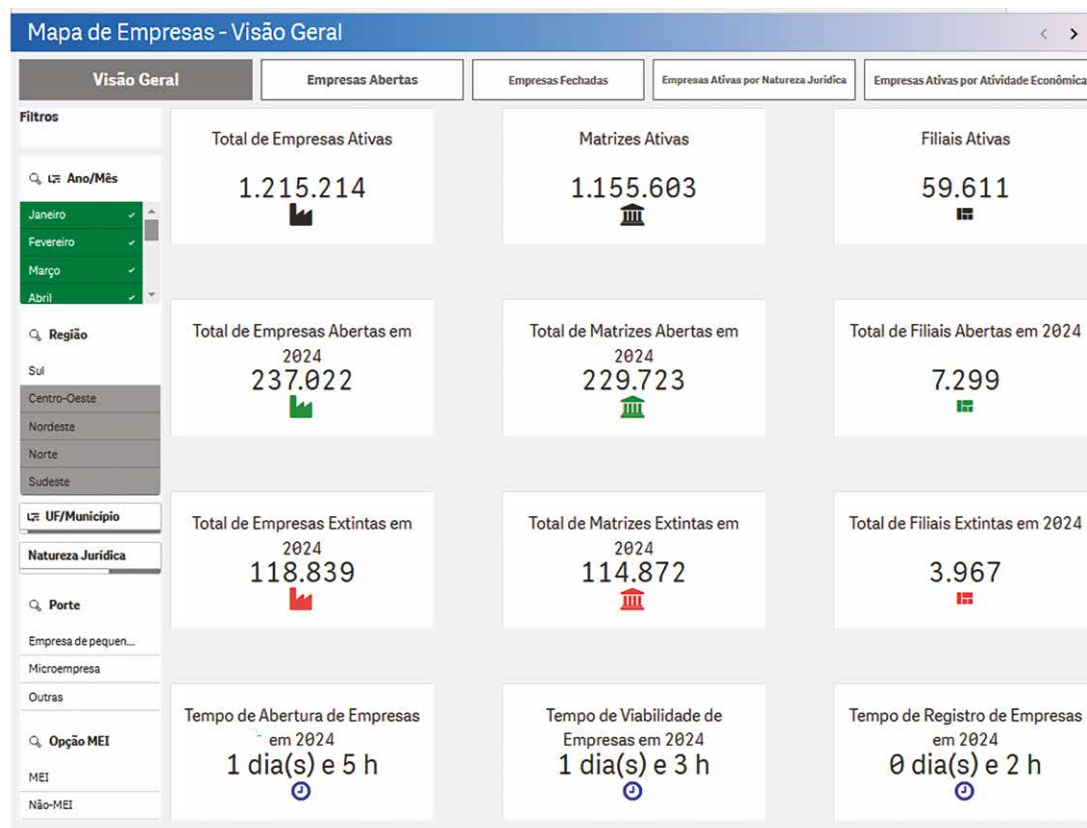 Mapa de Empresas - Visão Geral
Visão Geral
Empresas Abertas
Empresas Fechadas
Empresas Ativas por Natureza Jurídica
Empresas Ativas por Atividade Econômica
Filtros
Ano/Mês
Janeiro
Fevereiro
Março
Abril
Região
Sul
Centro-Oeste
Nordeste
Norte
Sudeste
UF/Município
Natureza Jurídica
Porte
Empresa de pequen...
Microempresa
Outras
Opção MEI
MEI
Não-MEI
Total de Empresas Ativas
1.215.214
Matrizes Ativas
1.155.603
Filiais Ativas
59.611
Total de Empresas Abertas em
2024
237.022
Total de Matrizes Abertas em
2024
229.723
Total de Filiais Abertas em 2024
7.299
Total de Empresas Extintas em
2024
118.839
Total de Matrizes Extintas em
2024
114.872
Total de Filiais Extintas em 2024
3.967
Tempo de Abertura de Empresas
em 2024
1 dia(s) e 5 h
Tempo de Viabilidade de
Empresas em 2024
1 dia(s) e 3 h
Tempo de Registro de Empresas
em 2024
0 dia(s) e 2 h